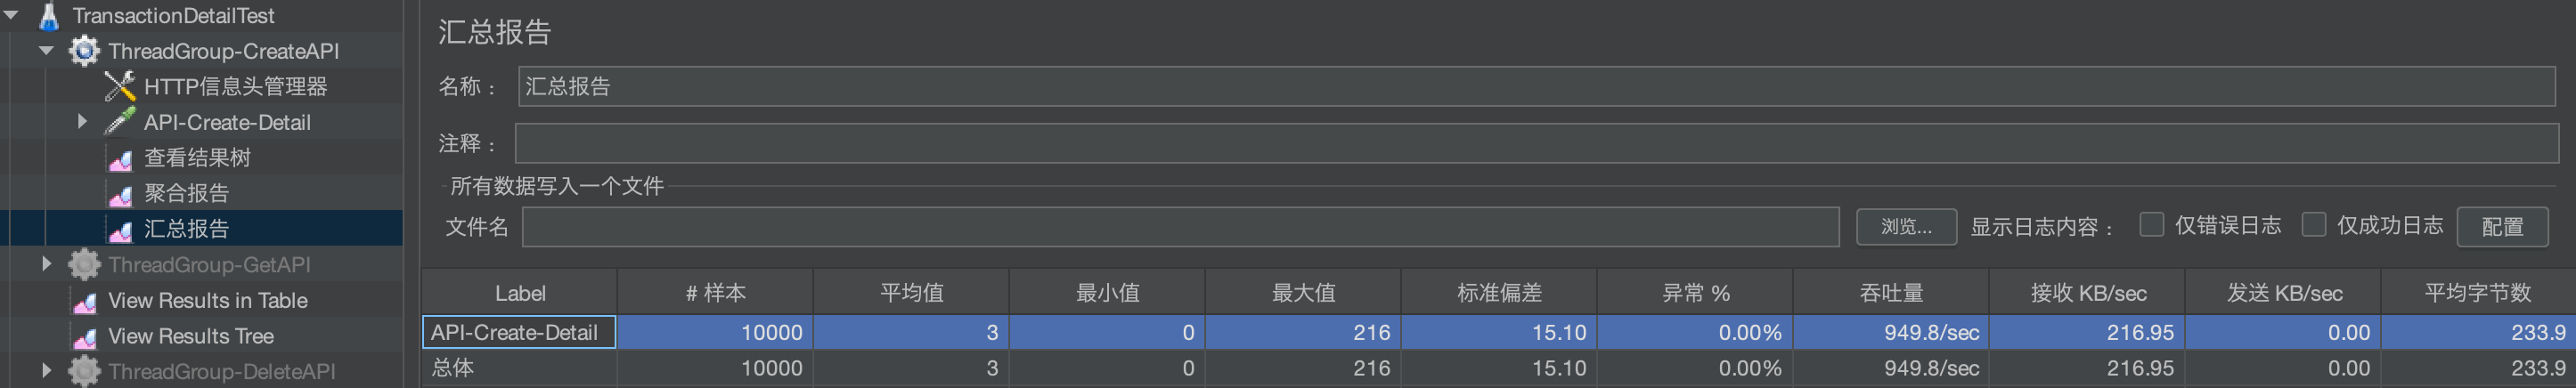 TransactionDetailTest
ThreadGroup-CreateAPI
HTTP信息头管理器
API-Create-Detail
查看结果树
聚合报告
汇总报告
ThreadGroup-GetAPI
View Results in Table
View Results Tree
ThreadGroup-DeleteAPI
汇总报告
名称： 汇总报告
注释：
所有数据写入一个文件
文件名 浏览... 显示日志内容： 仅错误日志 仅成功日志 配置
Label # 样本 平均值 最小值 最大值 标准偏差 异常 % 吞吐量 接收 KB/sec 发送 KB/sec 平均字节数
API-Create-Detail 10000 3 0 216 15.10 0.00% 949.8/sec 216.95 0.00 233.9
总体 10000 3 0 216 15.10 0.00% 949.8/sec 216.95 0.00 233.9